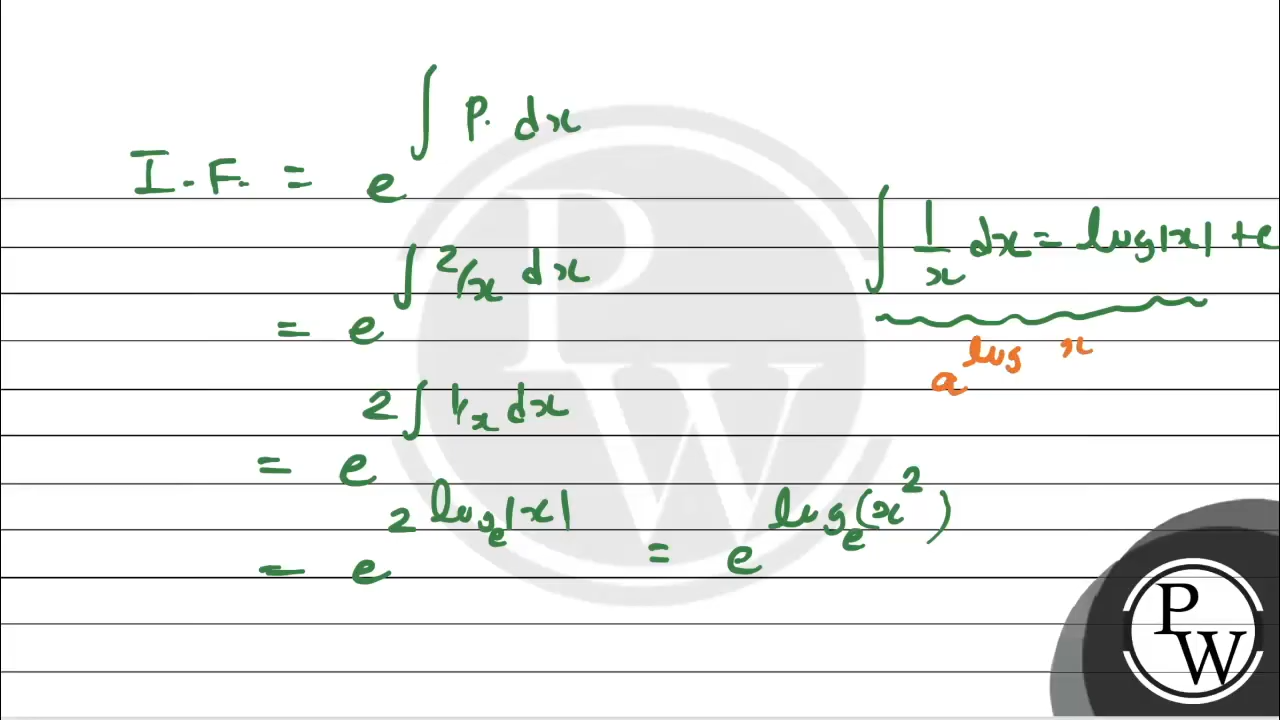 I.F. = e^{∫ P. dx}
= e^{∫ 2/x dx}
∫ 1/x dx = log|x| + c
a^{log x}
= e^{2 ∫ 1/x dx}
= e^{2 log_e|x|} = e^{log_e(x^2)}
P
W
P
W